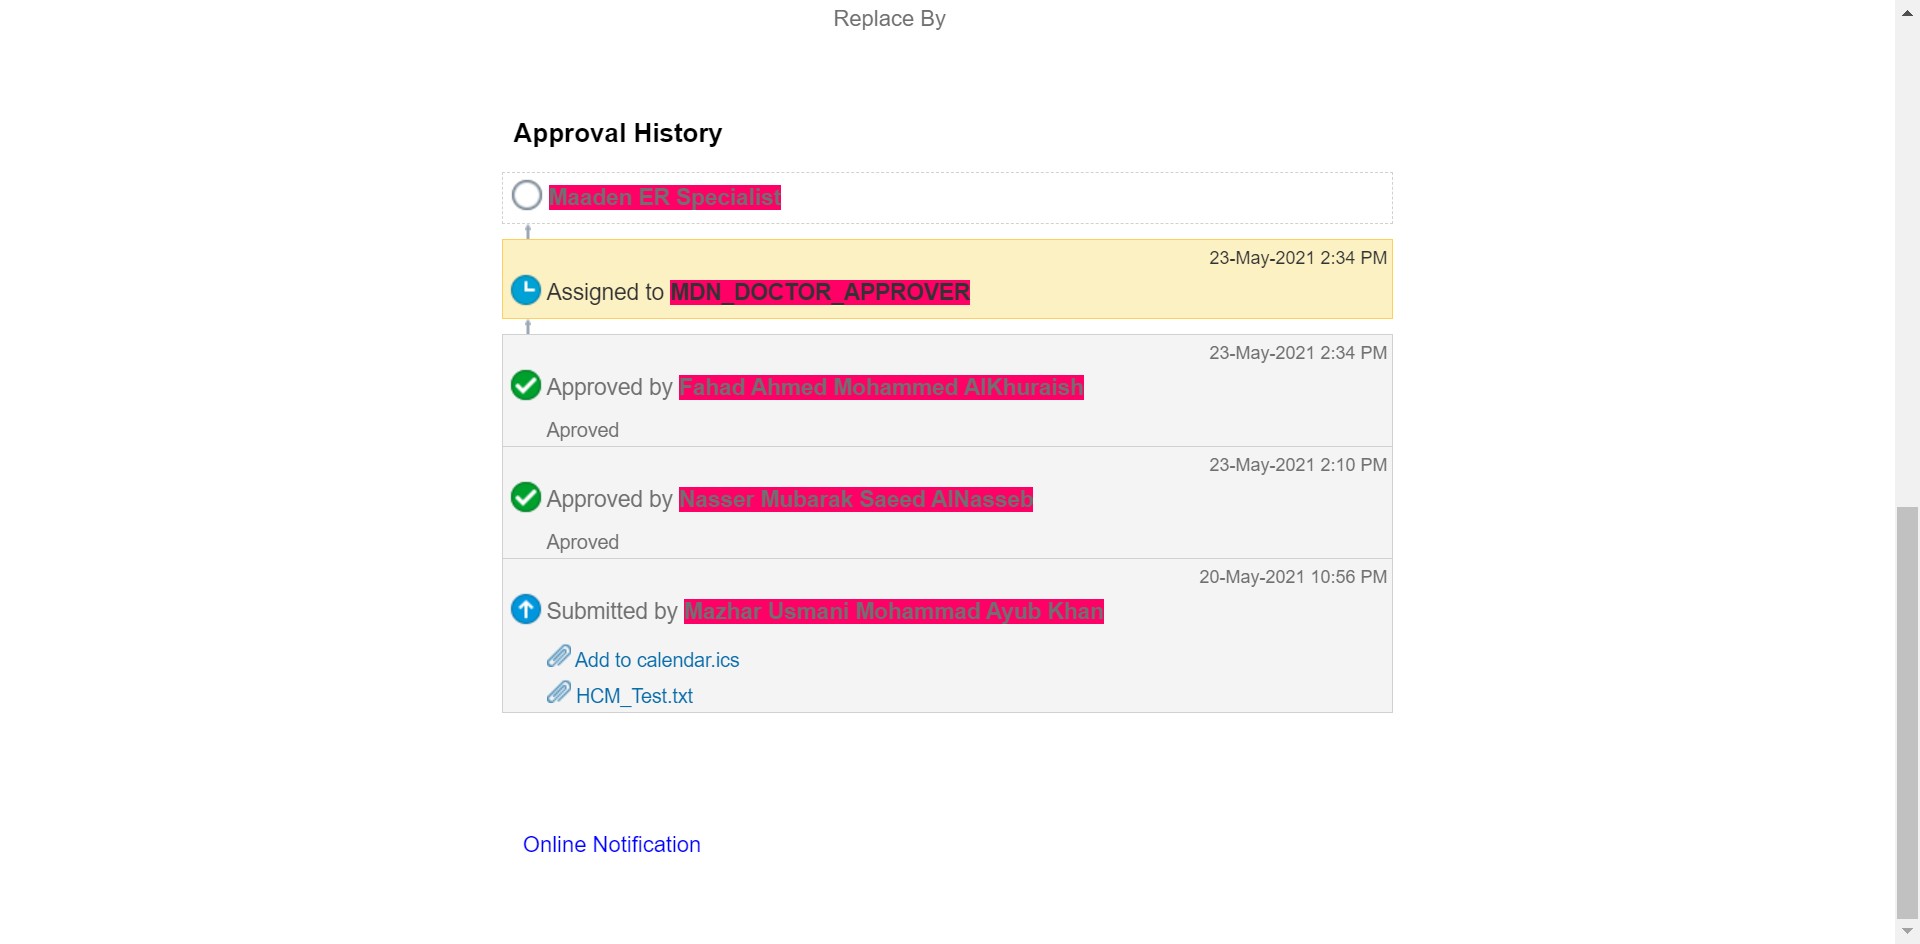 Replace By
Approval History
Maaden ER Specialist
23-May-2021 2:34 PM
Assigned to MDN_DOCTOR_APPROVER
23-May-2021 2:34 PM
Approved by Fahad Ahmed Mohammed AlKhuraish
Aproved
23-May-2021 2:10 PM
Approved by Nasser Mubarak Saeed AlNasseb
Aproved
20-May-2021 10:56 PM
Submitted by Mazhar Usmani Mohammad Ayub Khan
Add to calendar.ics
HCM_Test.txt
Online Notification